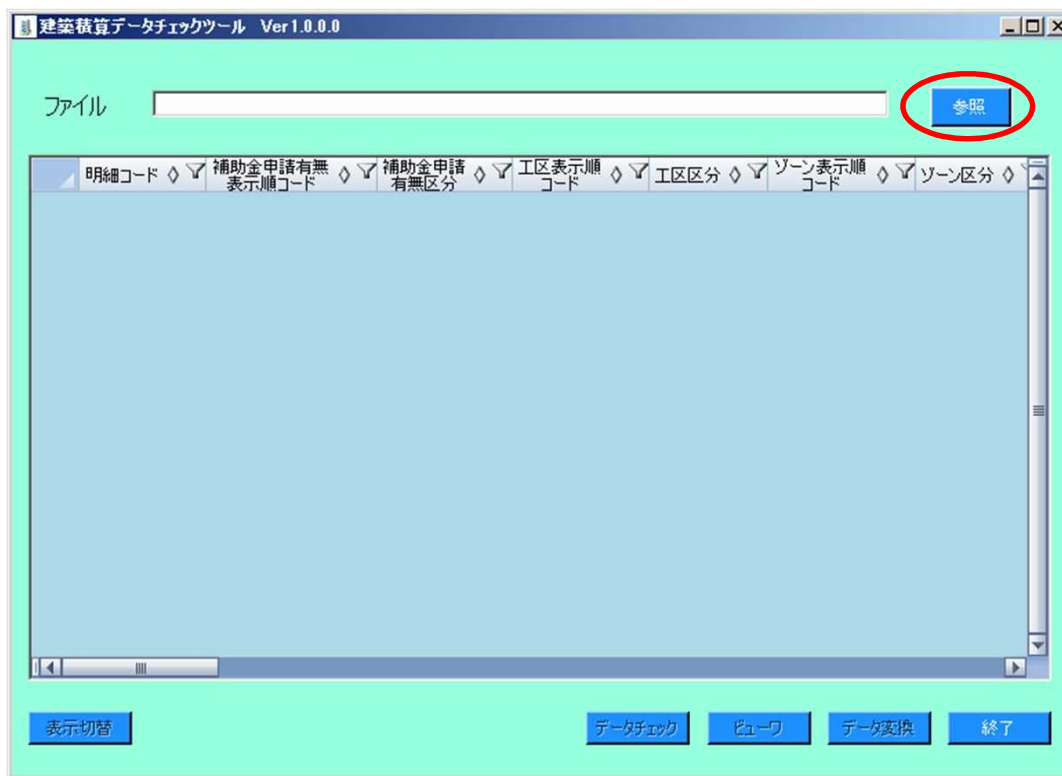 建築積算データチェックツール Ver1.0.0.0
ファイル
参照
明細コード
補助金申請有無
表示順コード
補助金申請
有無区分
工区表示順
コード
工区区分
ゾーン表示順
コード
ゾーン区分
表示切替
データチェック
ビューワ
データ変換
終了